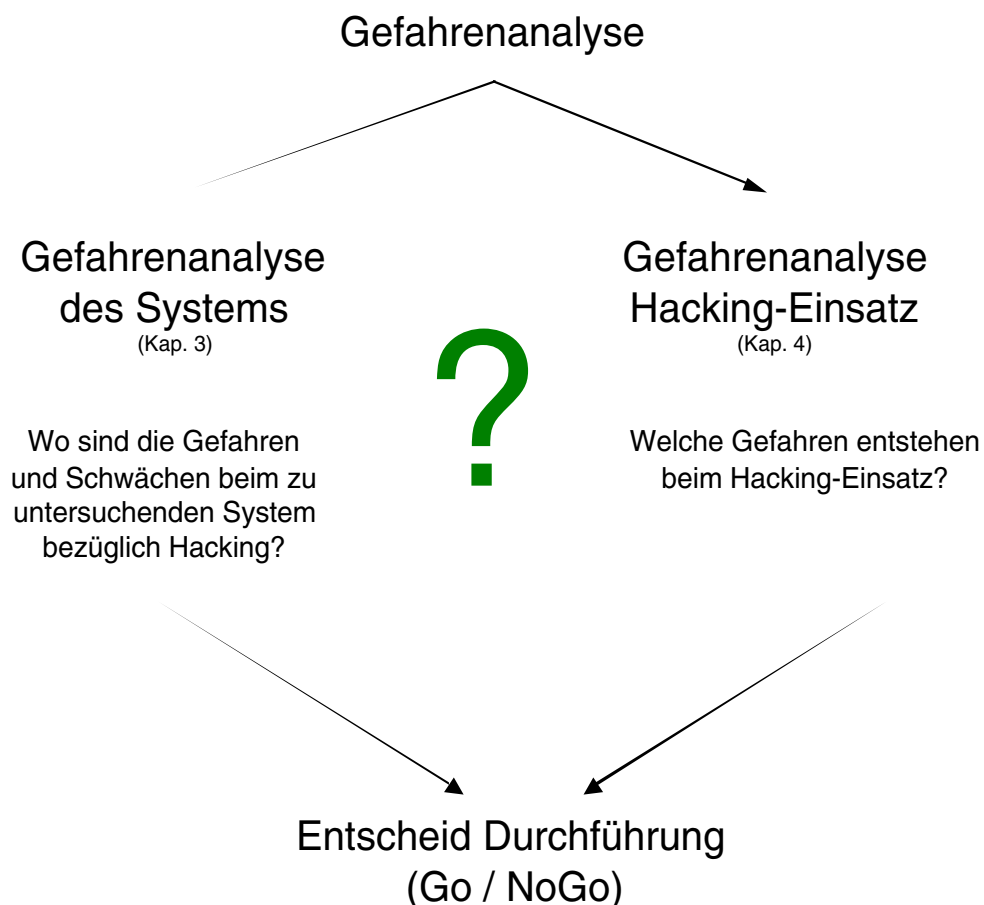 Gefahrenanalyse
Gefahrenanalyse
des Systems
(Kap. 3)
Gefahrenanalyse
Hacking-Einsatz
(Kap. 4)
?
Wo sind die Gefahren
und Schwächen beim zu
untersuchenden System
bezüglich Hacking?
Welche Gefahren entstehen
beim Hacking-Einsatz?
Entscheid Durchführung
(Go / NoGo)